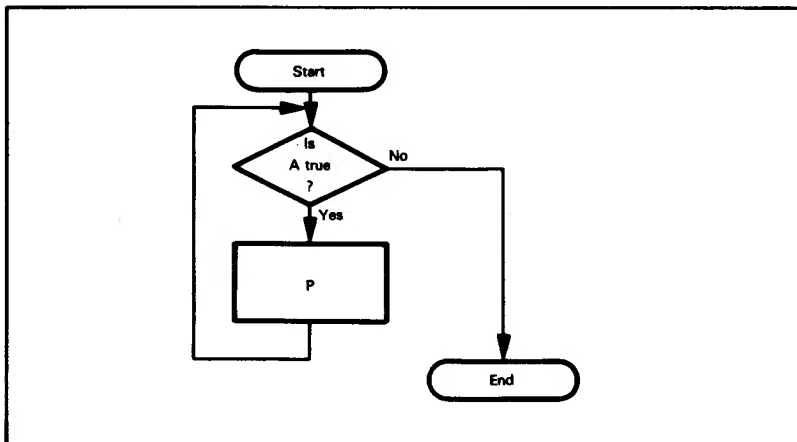 Start
Is
A true
?
No
Yes
P
End